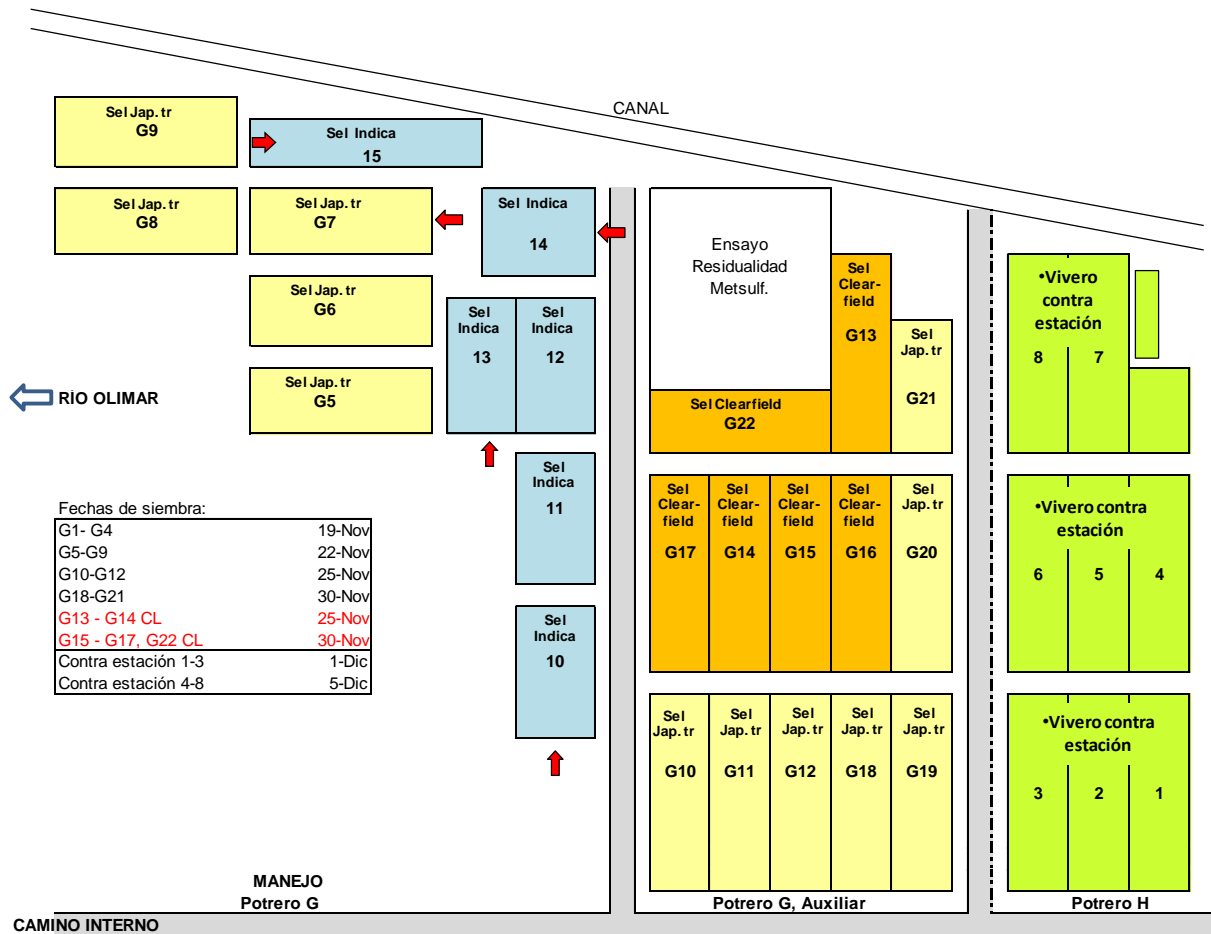 CANAL
Sel Jap. tr
G9
Sel Indica
15
Sel Jap. tr
G8
Sel Jap. tr
G7
Sel Indica
14
Sel Jap. tr
G6
Sel
Indica
13
Sel
Indica
12
Sel Jap. tr
G5
RÍO OLIMAR
Sel
Indica
11
Sel
Indica
10
Fechas de siembra:
G1- G4 19-Nov
G5-G9 22-Nov
G10-G12 25-Nov
G18-G21 30-Nov
G13 - G14 CL 25-Nov
G15 - G17, G22 CL 30-Nov
Contra estación 1-3 1-Dic
Contra estación 4-8 5-Dic
MANEJO
Potrero G
CAMINO INTERNO
Ensayo
Residualidad
Metsulf.
Sel
Clear-
field
G13
Sel
Jap. tr
G21
Sel Clearfield
G22
Sel
Clear-
field
G17
Sel
Clear-
field
G14
Sel
Clear-
field
G15
Sel
Clear-
field
G16
Sel
Jap. tr
G20
Sel
Jap. tr
G10
Sel
Jap. tr
G11
Sel
Jap. tr
G12
Sel
Jap. tr
G18
Sel
Jap. tr
G19
Potrero G, Auxiliar
•Vivero
contra
estación
8 7
•Vivero contra
estación
6 5 4
•Vivero contra
estación
3 2 1
Potrero H